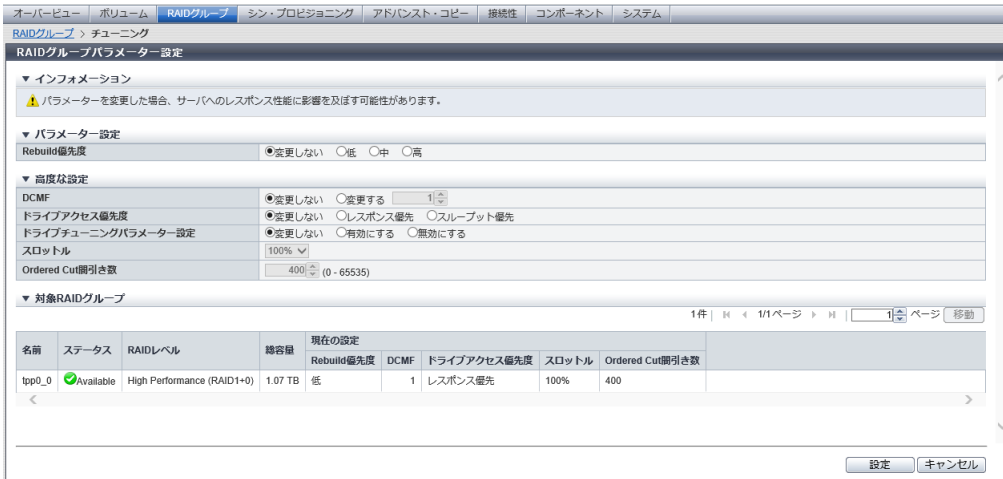 オーバービュー ボリューム RAIDグループ シン・プロビジョニング アドバンスト・コピー 接続性 コンポーネント システム
RAIDグループ > チューニング
RAIDグループパラメーター設定
▼ インフォメーション
パラメーターを変更した場合、サーバへのレスポンス性能に影響を及ぼす可能性があります。
▼ パラメーター設定
Rebuild優先度 変更しない 低 中 高
▼ 高度な設定
DCMF 変更しない 変更する 1
ドライブアクセス優先度 変更しない レスポンス優先 スループット優先
ドライブチューニングパラメーター設定 変更しない 有効にする 無効にする
スロットル 100%
Ordered Cut間引き数 400 (0 - 65535)
▼ 対象RAIDグループ
1件 | 1/1ページ | 1 ページ 移動
名前 ステータス RAIDレベル 総容量 現在の設定
Rebuild優先度 DCMF ドライブアクセス優先度 スロットル Ordered Cut間引き数
tpp0_0 Available High Performance (RAID1+0) 1.07 TB 低 1 レスポンス優先 100% 400
設定 キャンセル